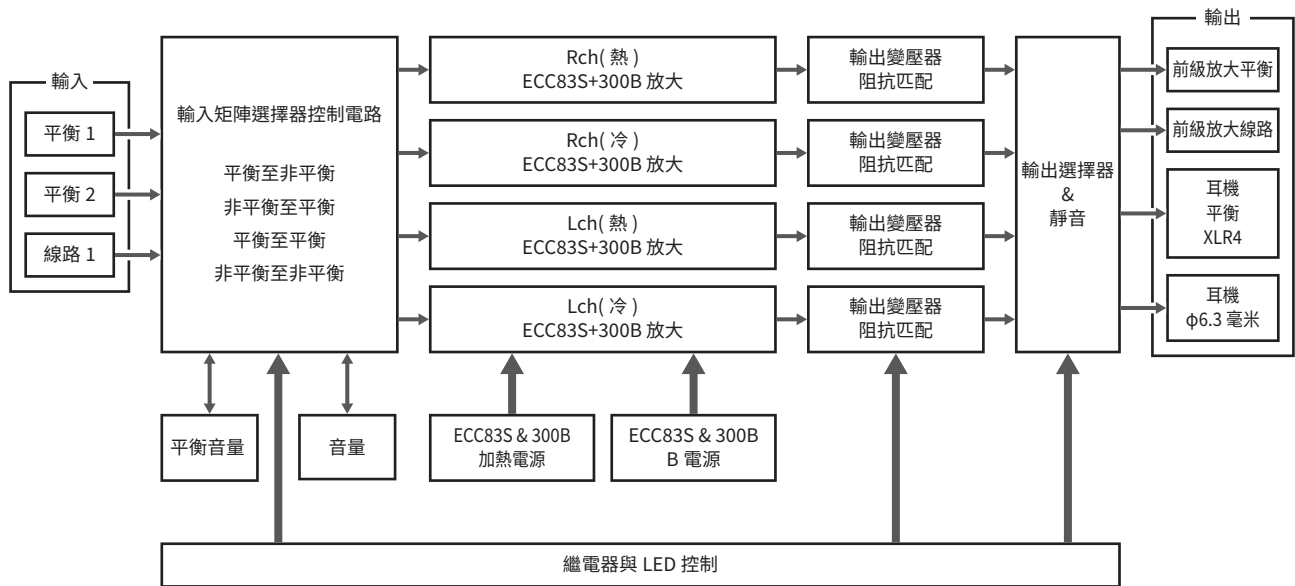 輸入
平衡 1
平衡 2
線路 1
輸入矩陣選擇器控制電路
平衡至非平衡
非平衡至平衡
平衡至平衡
非平衡至非平衡
Rch( 熱 )
ECC83S+300B 放大
Rch( 冷 )
ECC83S+300B 放大
Lch( 熱 )
ECC83S+300B 放大
Lch( 冷 )
ECC83S+300B 放大
輸出變壓器
阻抗匹配
輸出變壓器
阻抗匹配
輸出變壓器
阻抗匹配
輸出變壓器
阻抗匹配
輸出選擇器
&
靜音
輸出
前級放大平衡
前級放大線路
耳機
平衡
XLR4
耳機
φ6.3 毫米
平衡音量
音量
ECC83S & 300B
加熱電源
ECC83S & 300B
B 電源
繼電器與 LED 控制